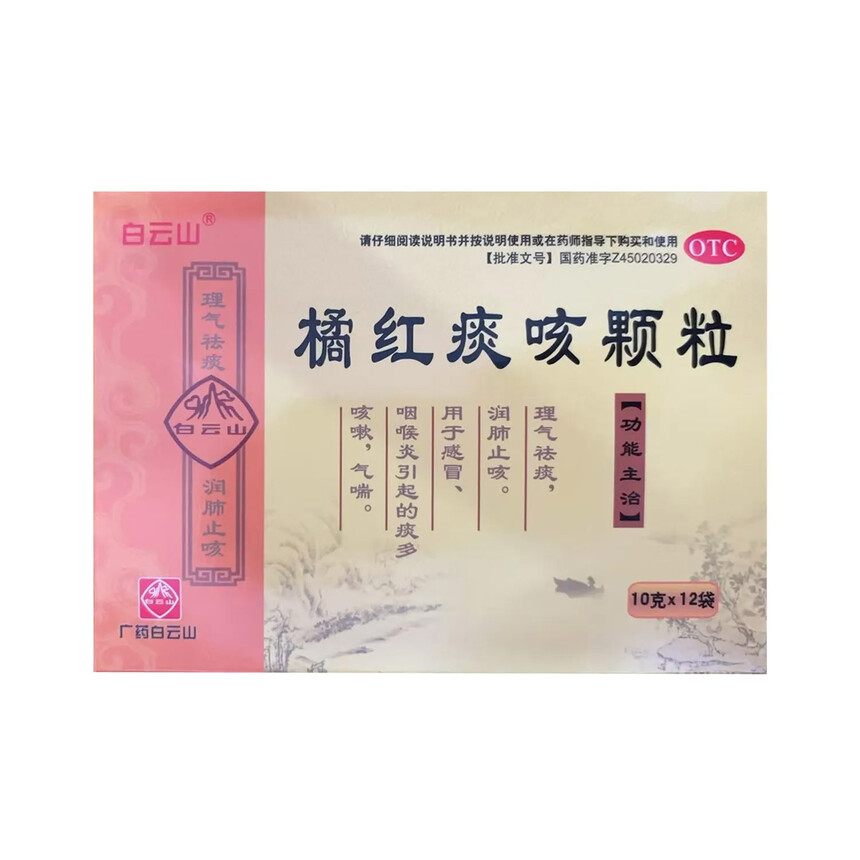 白云山®
请仔细阅读说明书并按说明使用或在药师指导下购买和使用
【批准文号】国药准字Z45020329
OTC
橘红痰咳颗粒
【功能主治】
理气祛痰，
润肺止咳。
用于感冒、
咽喉炎引起的痰多
咳嗽，气喘。
10克x12袋
理气祛痰
白云山
润肺止咳
白云山
广药白云山